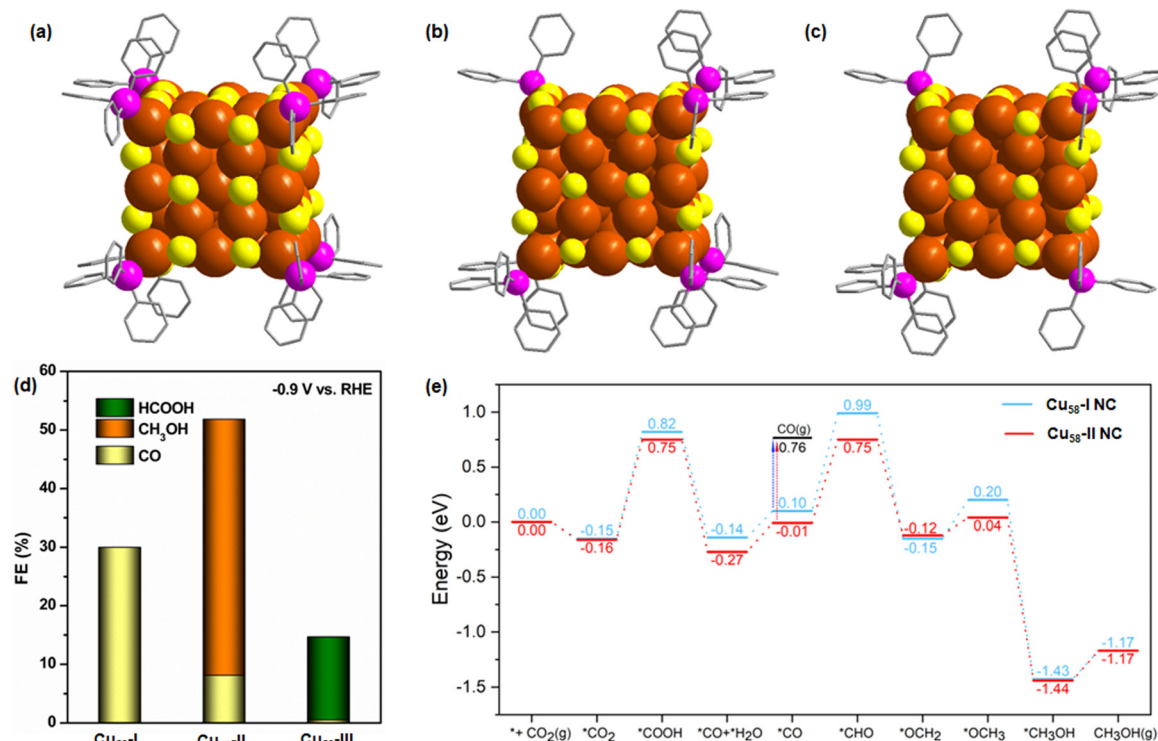 (a)
(b)
(c)
(d)
60
50
40
30
20
10
0
FE (%)
-0.9 V vs. RHE
HCOOH
CH₃OH
CO
(e)
1.0
0.5
0.0
-0.5
-1.0
-1.5
Energy (eV)
Cu₅₈-I NC
Cu₅₈-II NC
0.00
0.00
-0.15
-0.16
0.82
0.75
-0.14
-0.27
CO(g)
0.76
0.10
-0.01
0.99
0.75
-0.12
-0.15
0.20
0.04
-1.43
-1.44
-1.17
-1.17
*+ CO₂(g) *CO₂ *COOH *CO+*H₂O *CO *CHO *OCH₂ *OCH₃ *CH₃OH CH₃OH(g)